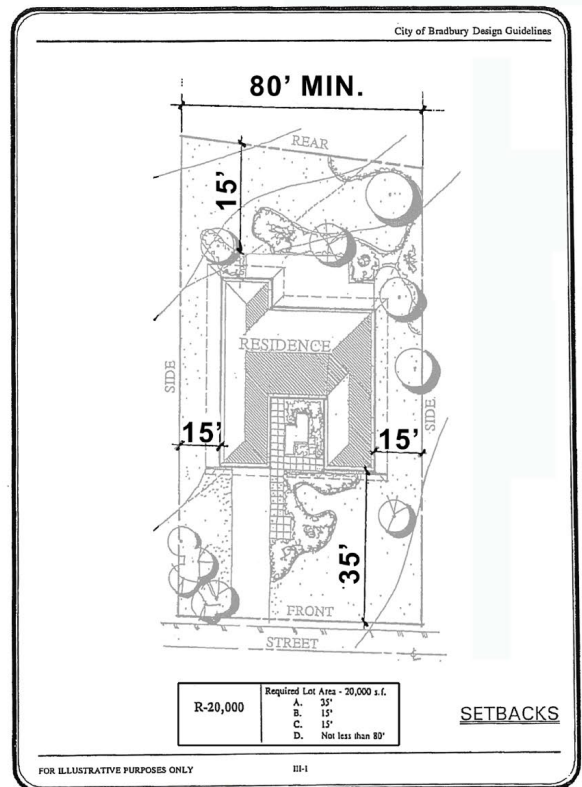 City of Bradbury Design Guidelines
80' MIN.
REAR
15'
RESIDENCE
SIDE
SIDE
15'
15'
35'
FRONT
STREET
R-20,000
Required Lot Area - 20,000 s.f.
A. 35'
B. 15'
C. 15'
D. Not less than 80'
SETBACKS
FOR ILLUSTRATIVE PURPOSES ONLY
III-1